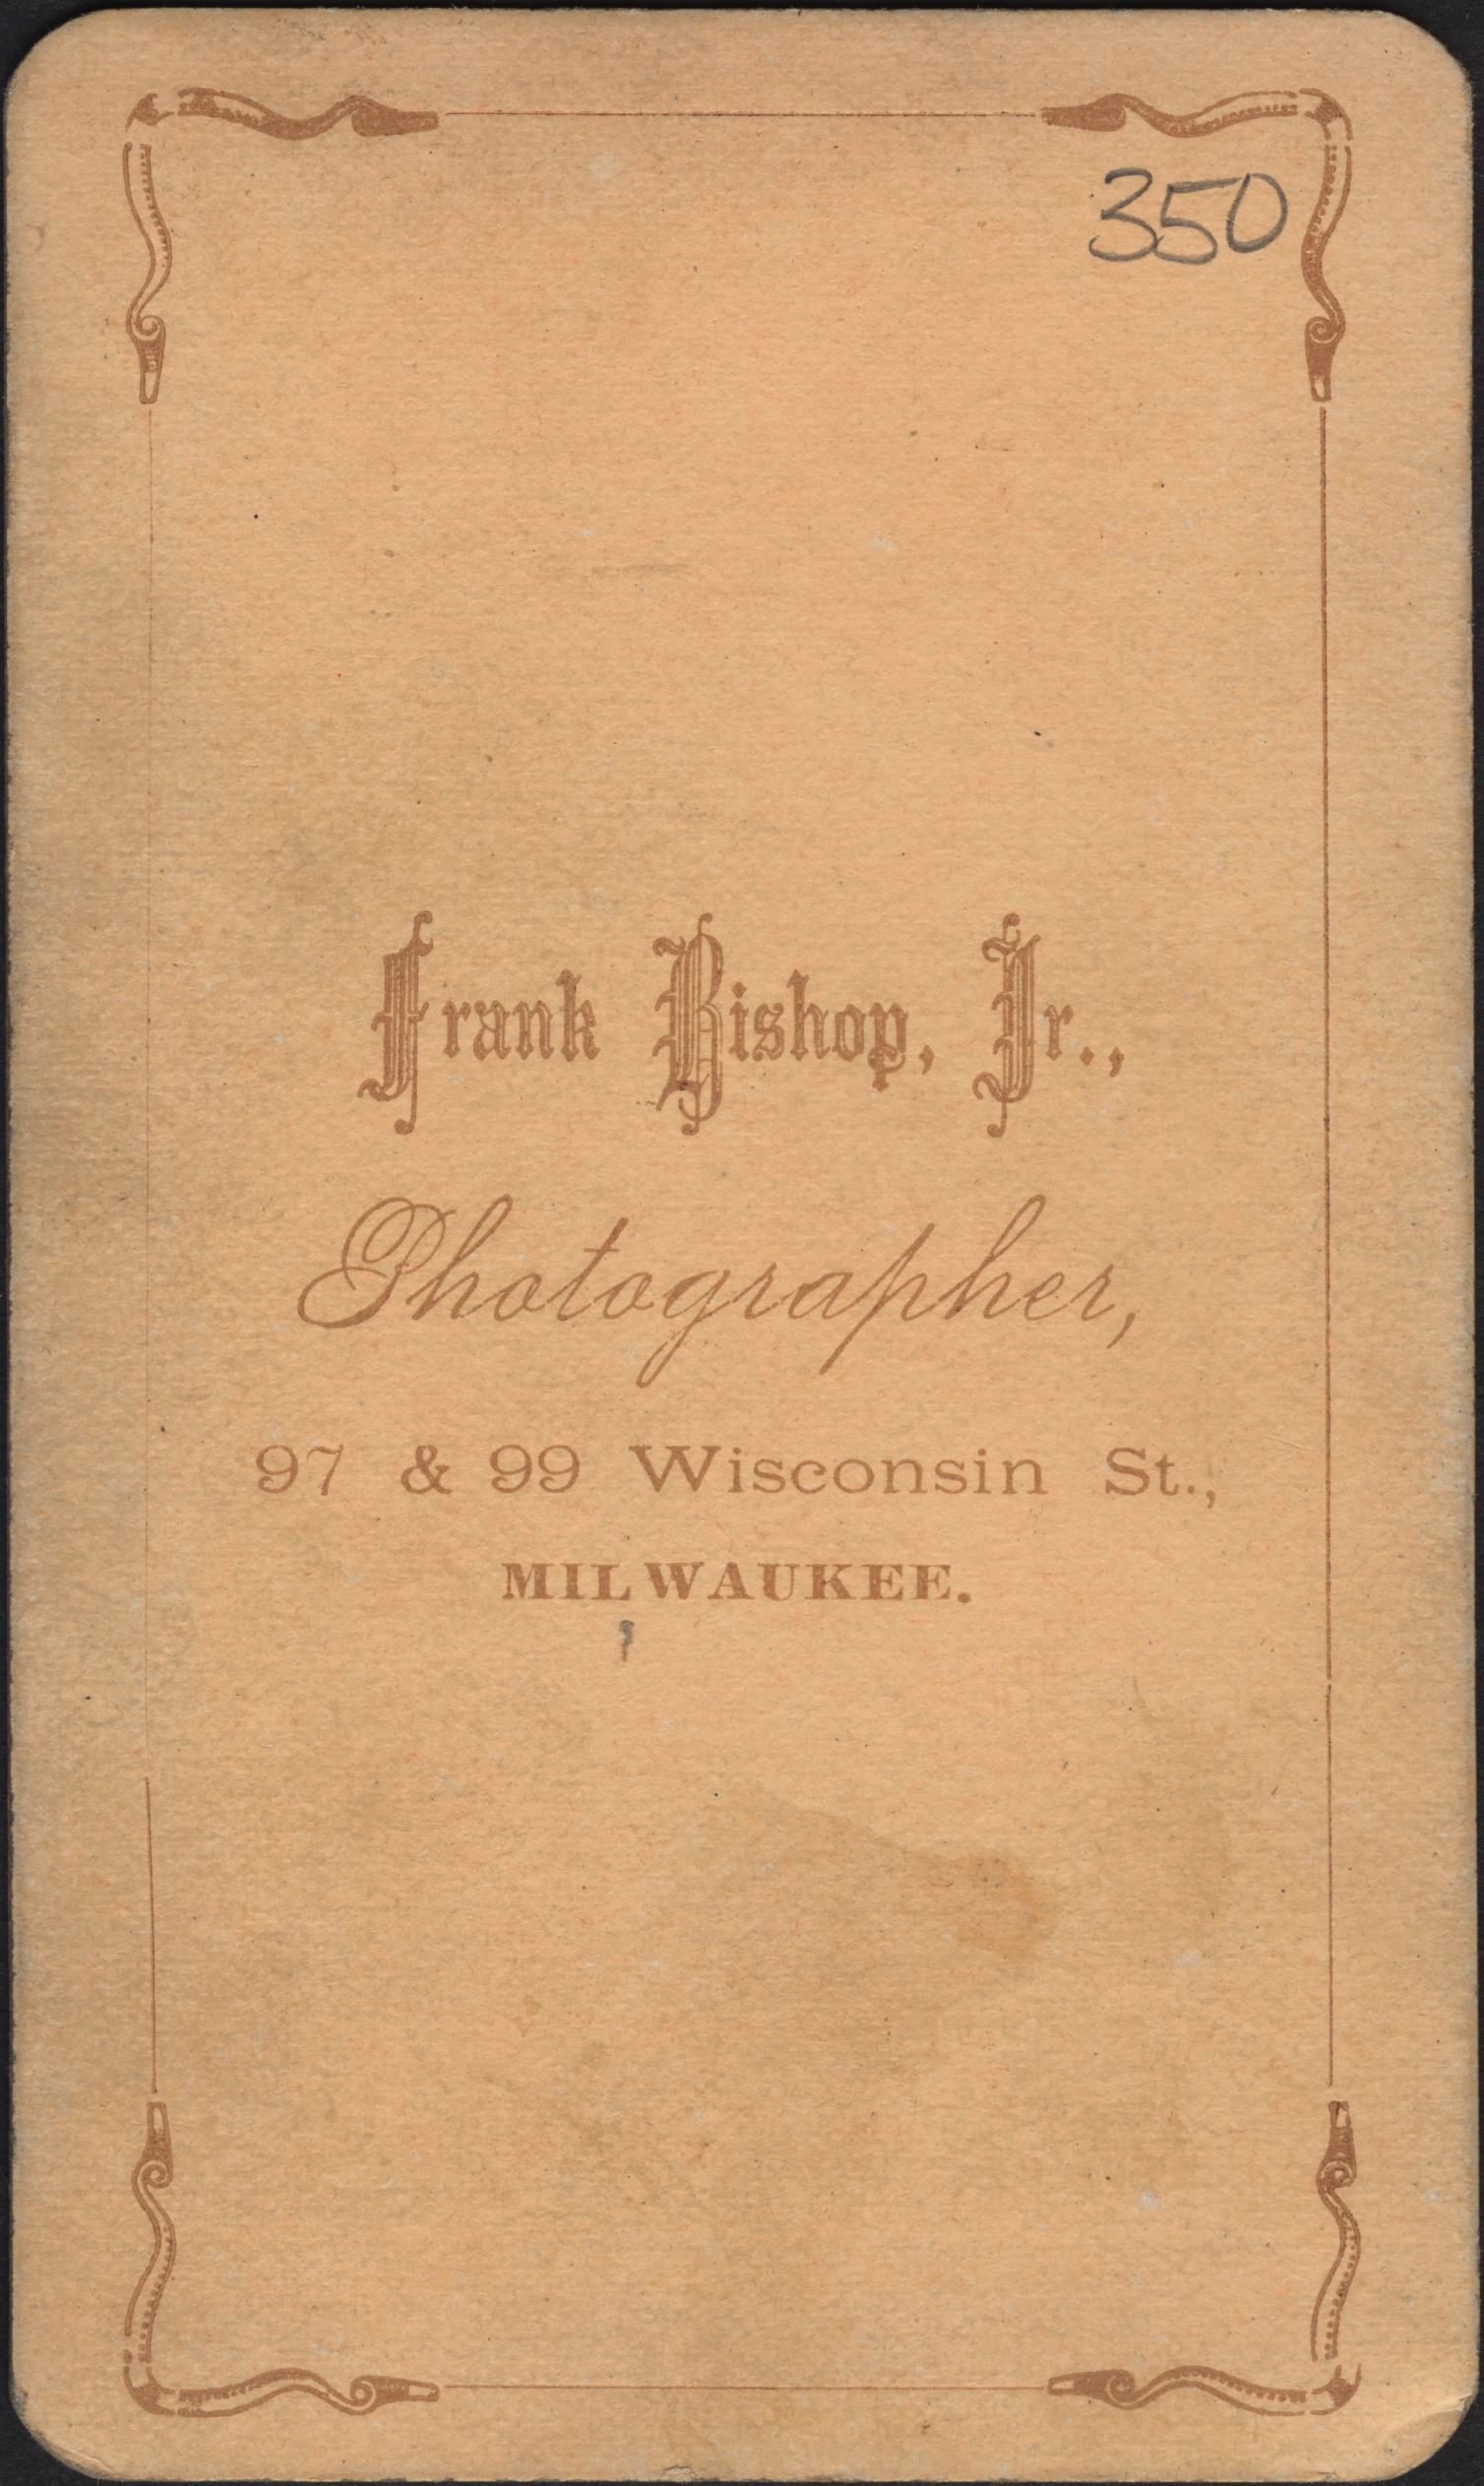 350
Frank Bishop, Jr.,
Photographer,
97 & 99 Wisconsin St.,
MILWAUKEE.